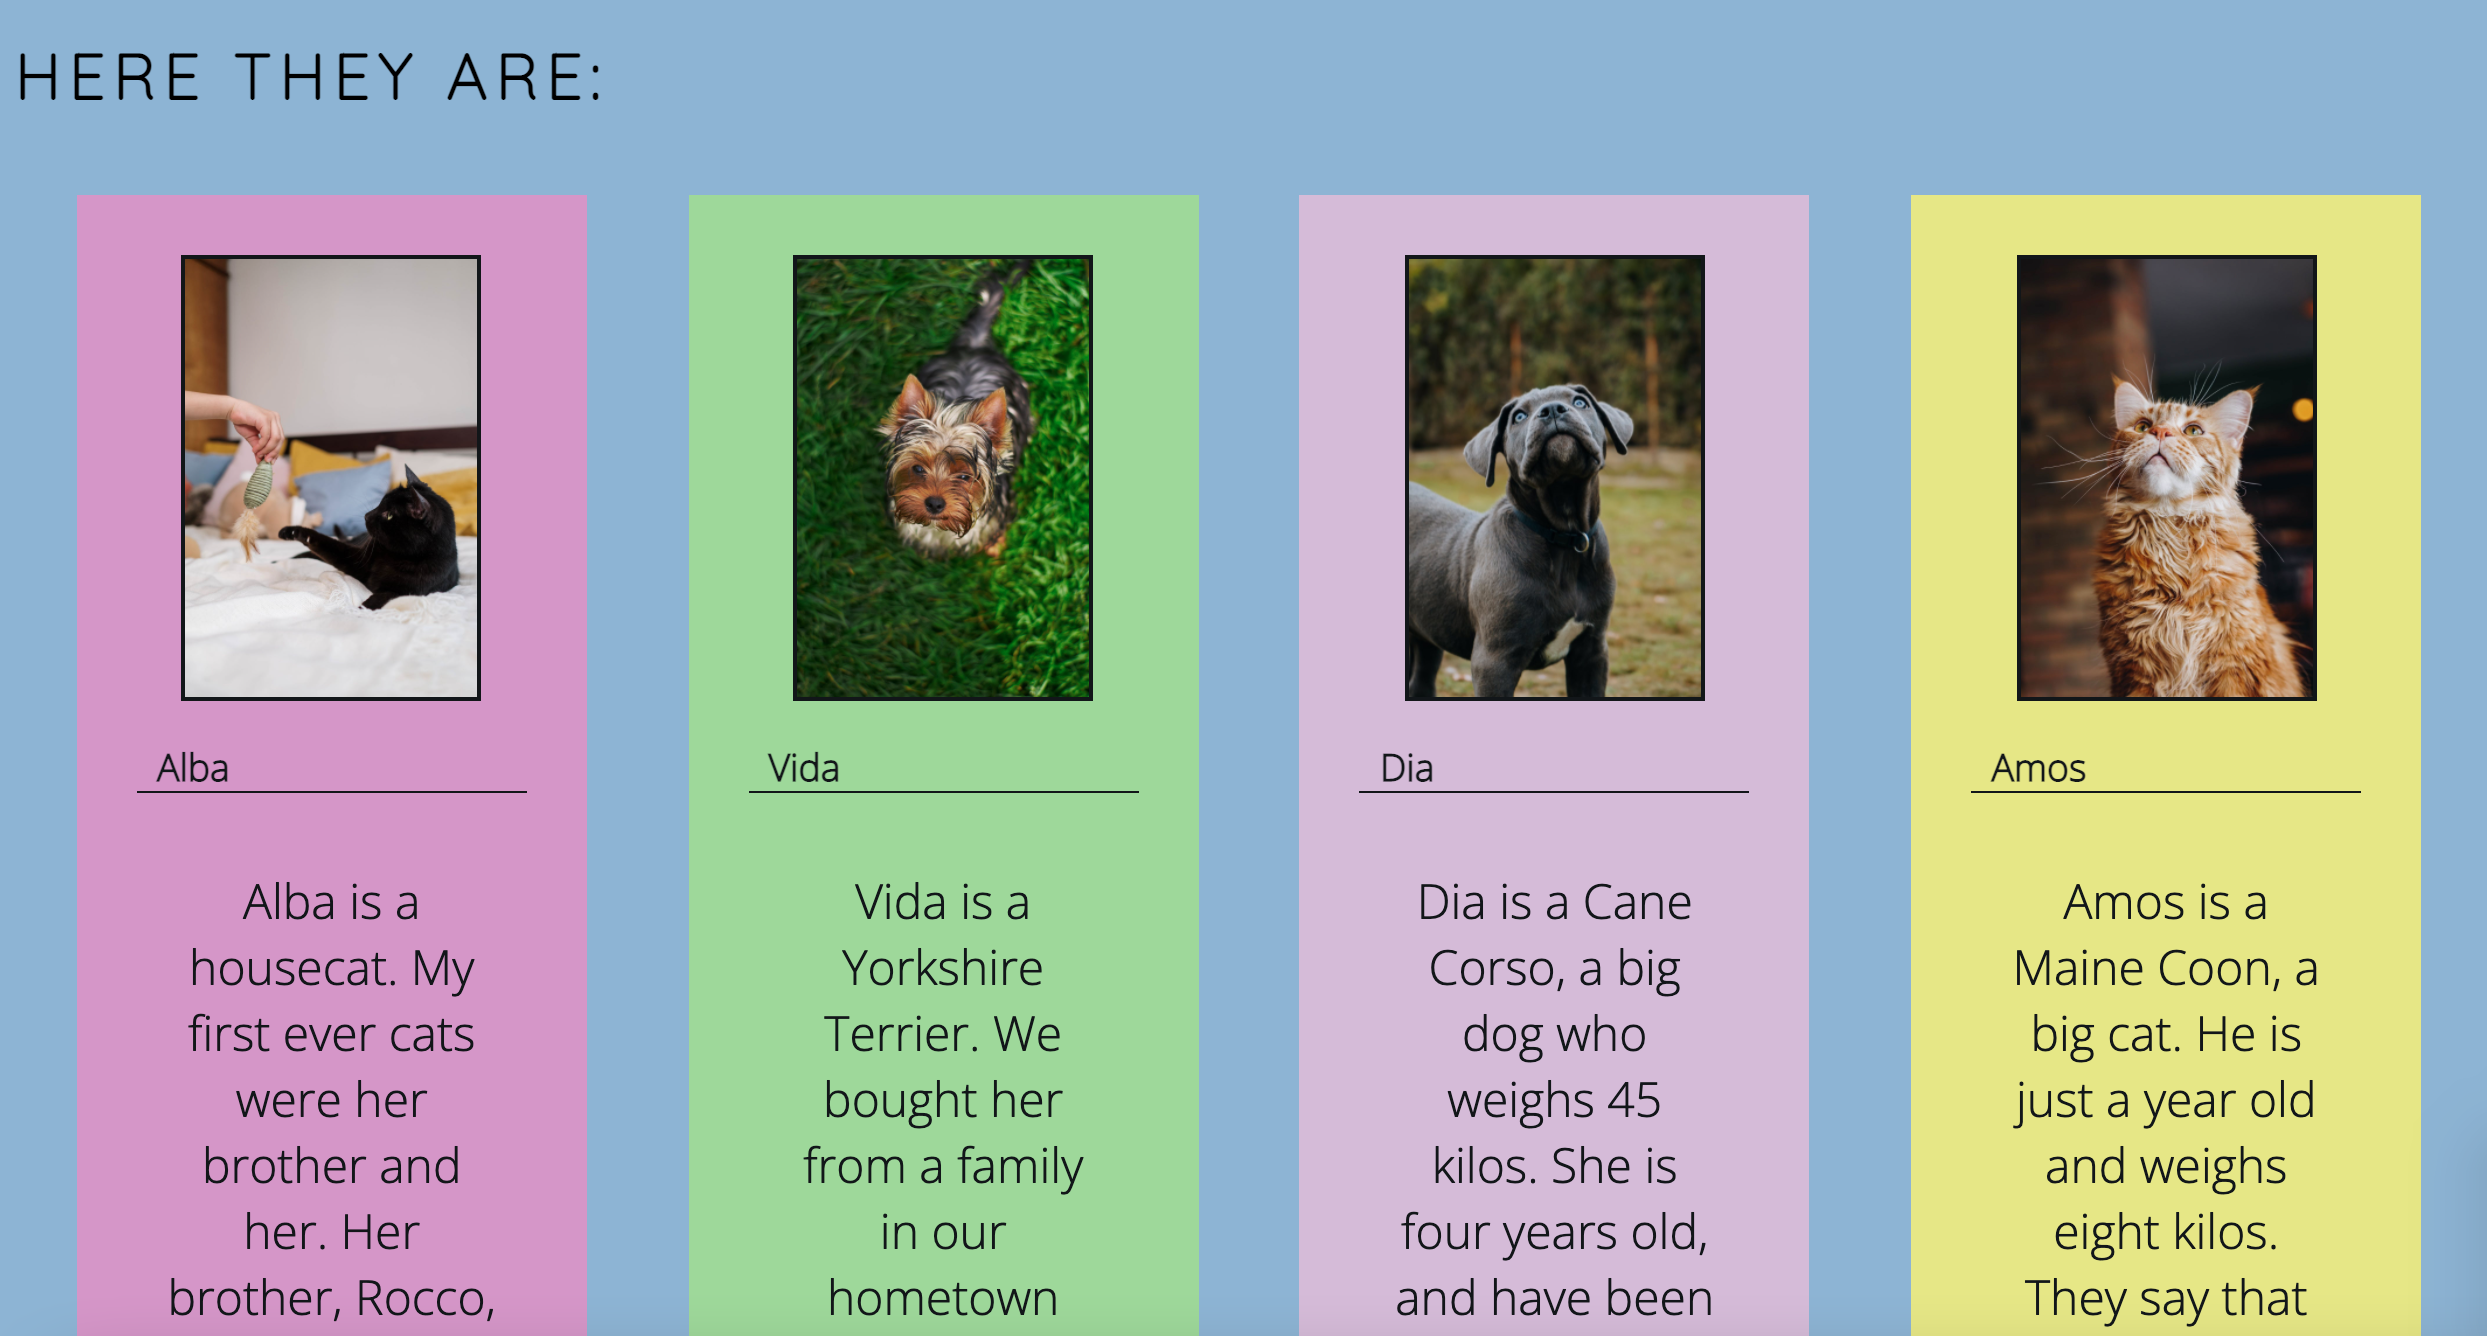 HERE THEY ARE:
Alba
Alba is a
housecat. My
first ever cats
were her
brother and
her. Her
brother, Rocco,
Vida
Vida is a
Yorkshire
Terrier. We
bought her
from a family
in our
hometown
Dia
Dia is a Cane
Corso, a big
dog who
weighs 45
kilos. She is
four years old,
and have been
Amos
Amos is a
Maine Coon, a
big cat. He is
just a year old
and weighs
eight kilos.
They say that